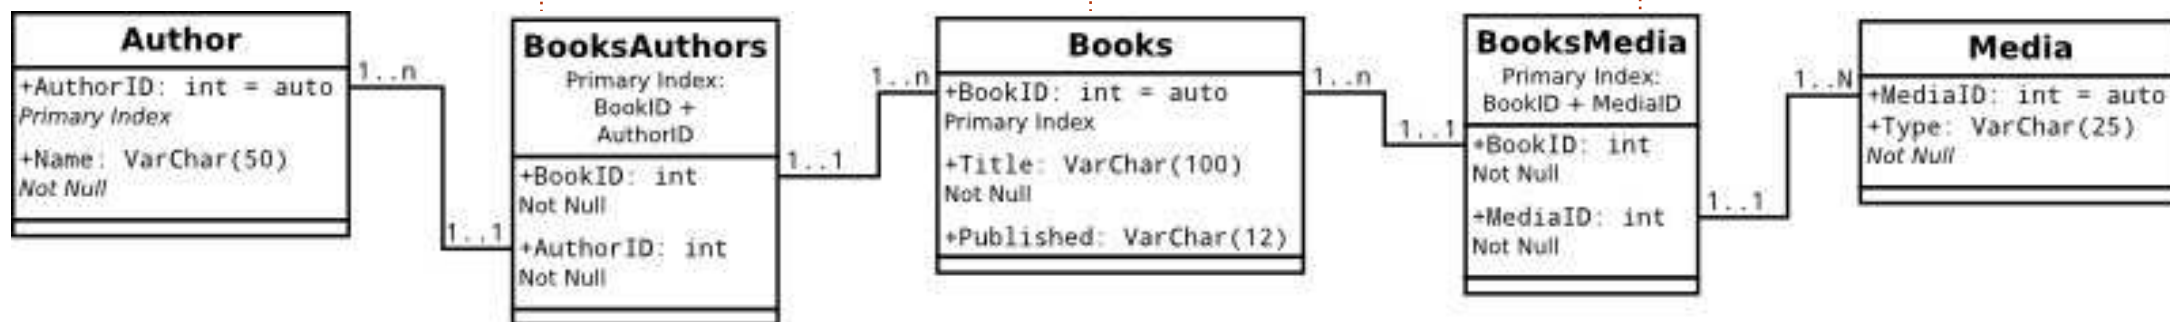 Author
+AuthorID: int = auto
Primary Index
+Name: VarChar(50)
Not Null
1..n
1..1
BooksAuthors
Primary Index:
BookID +
AuthorID
+BookID: int
Not Null
+AuthorID: int
Not Null
1..1
1..n
Books
+BookID: int = auto
Primary Index
+Title: VarChar(100)
Not Null
+Published: VarChar(12)
1..n
1..1
BooksMedia
Primary Index:
BookID + MediaID
+BookID: int
Not Null
+MediaID: int
Not Null
1..1
1..N
Media
+MediaID: int = auto
+Type: VarChar(25)
Not Null